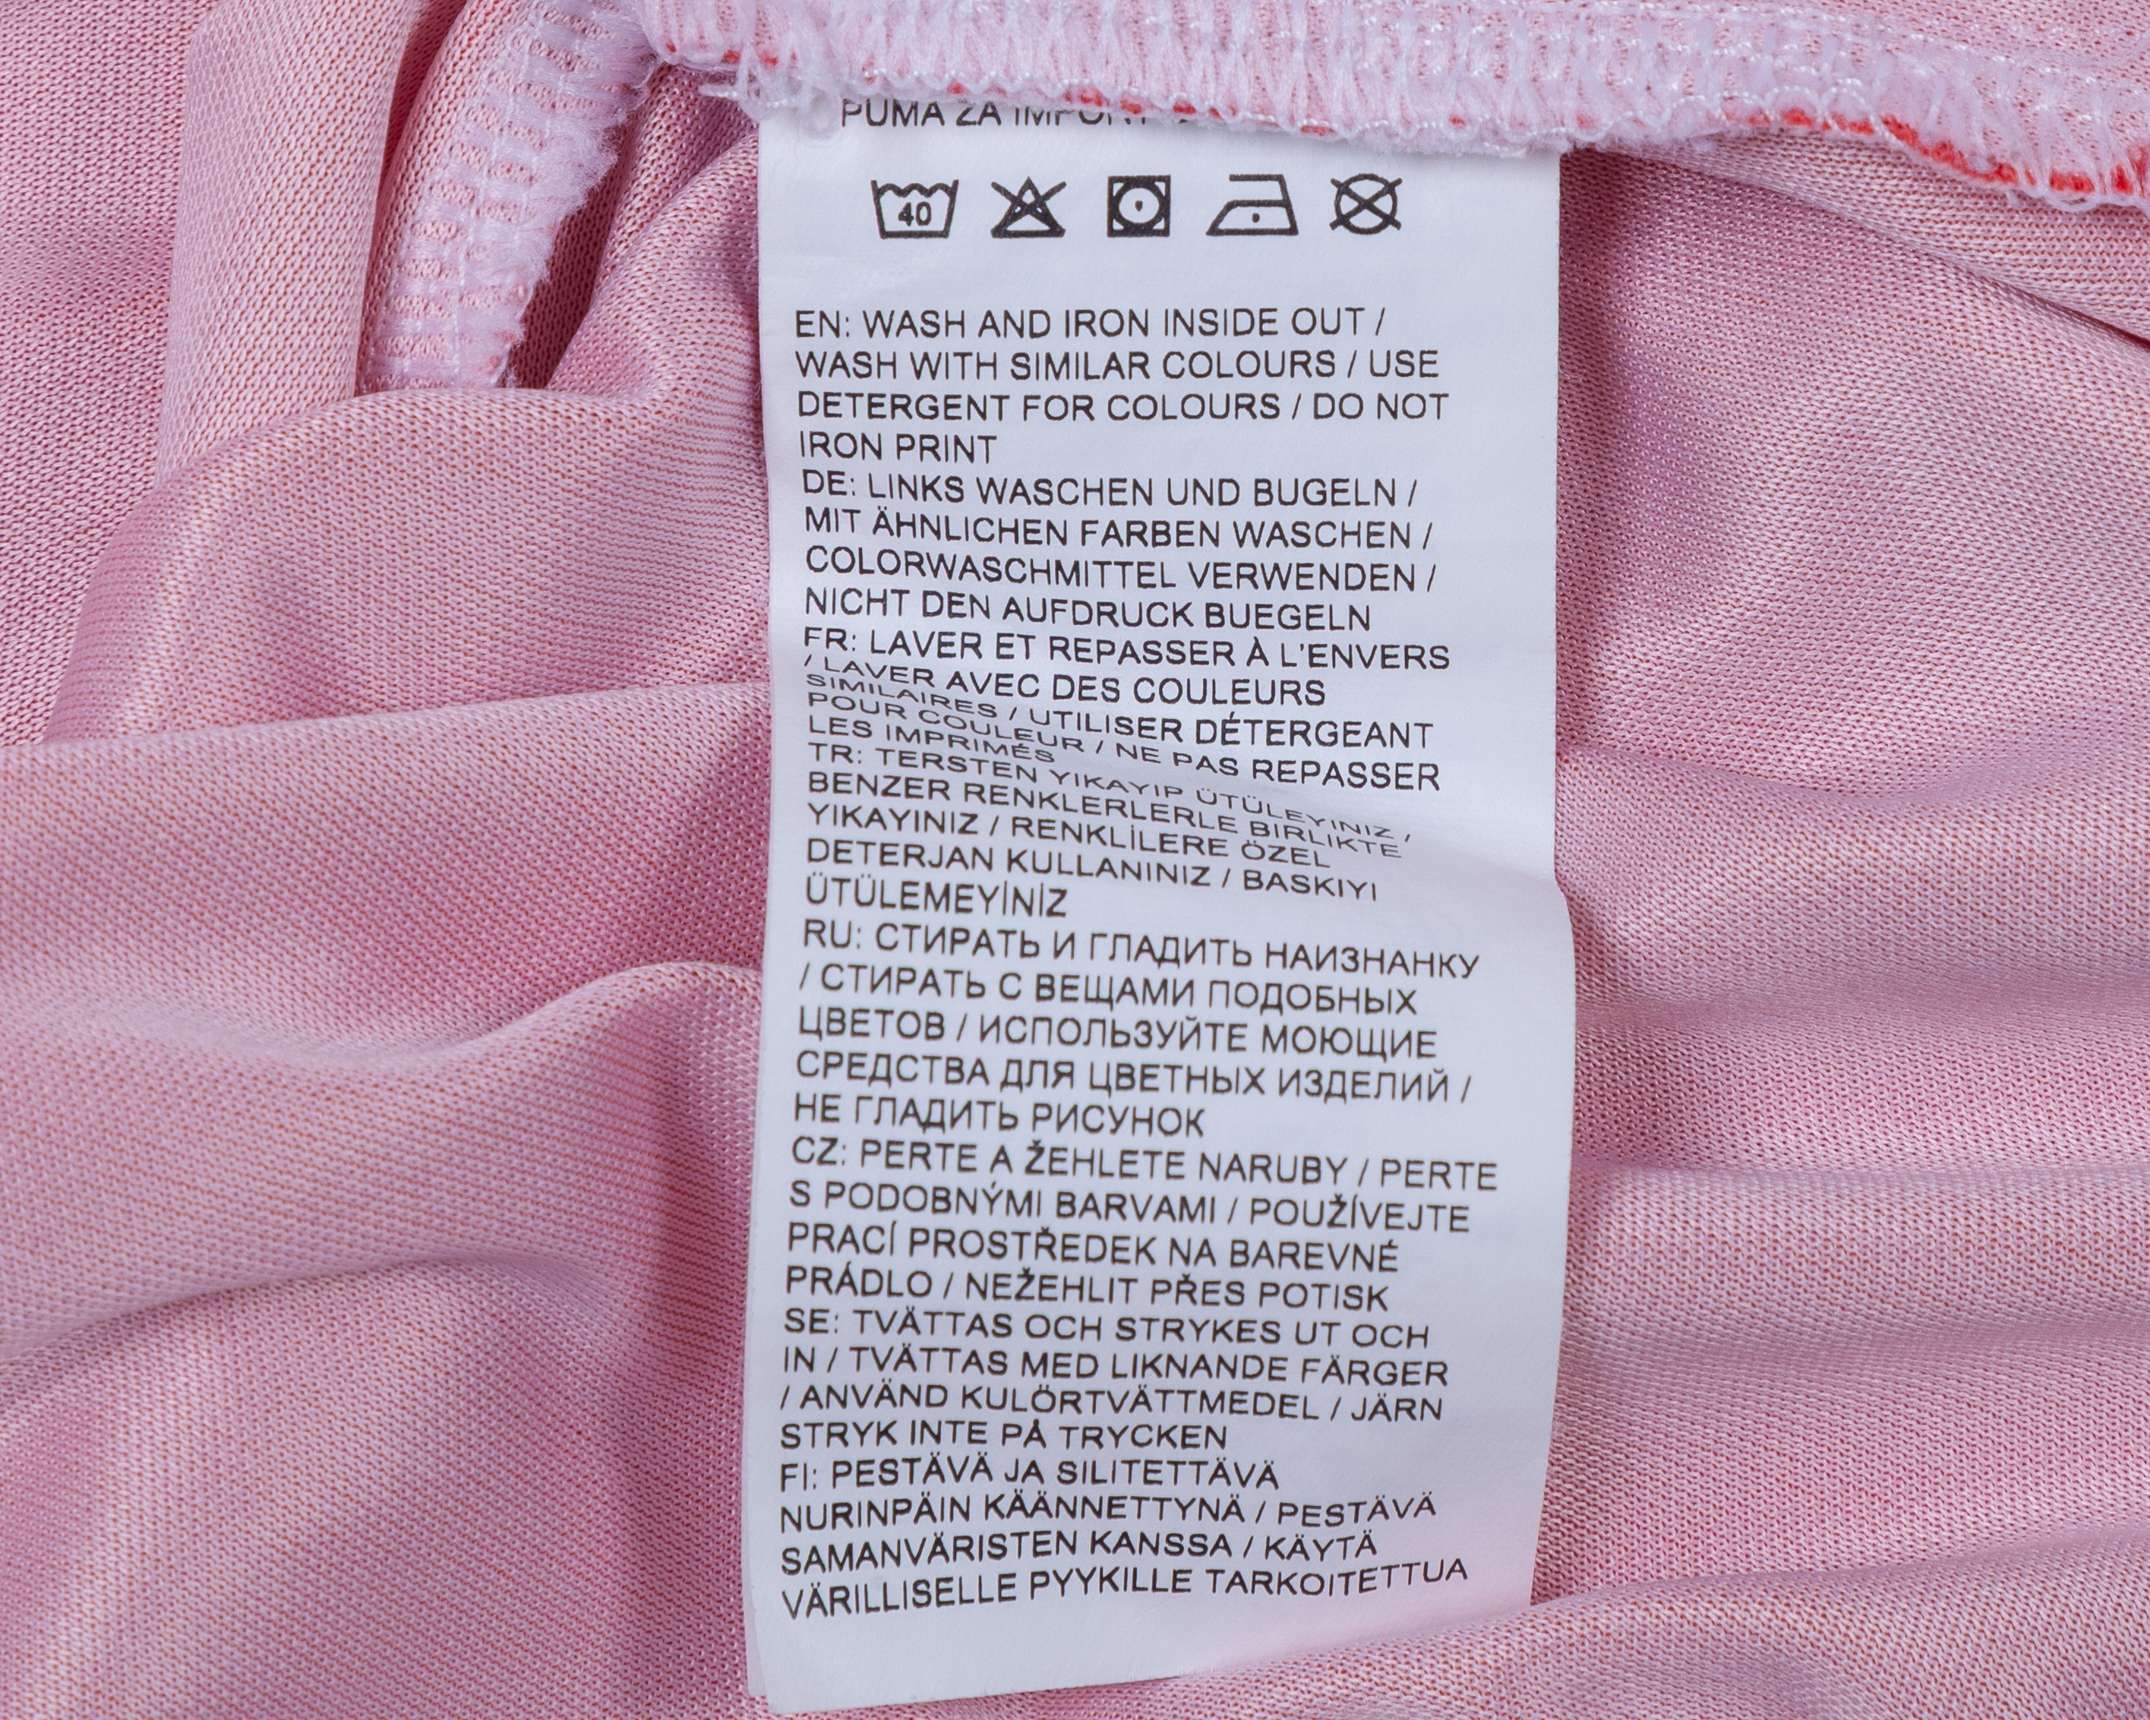 PUMA ZA IMPORT
40
EN: WASH AND IRON INSIDE OUT /
WASH WITH SIMILAR COLOURS / USE
DETERGENT FOR COLOURS / DO NOT
IRON PRINT
DE: LINKS WASCHEN UND BUGELN /
MIT ÄHNLICHEN FARBEN WASCHEN /
COLORWASCHMITTEL VERWENDEN /
NICHT DEN AUFDRUCK BUEGELN
FR: LAVER ET REPASSER À L'ENVERS
/ LAVER AVEC DES COULEURS
SIMILAIRES / UTILISER DÉTERGEANT
POUR COULEUR / NE PAS REPASSER
LES IMPRIMÉS
TR: TERSTEN YIKAYIP ÜTÜLEYINIZ /
BENZER RENKLERLERLE BIRLIKTE
YIKAYINIZ / RENKLİLERE ÖZEL
DETERJAN KULLANINIZ / BASKIYI
ÜTÜLEMEYİNİZ
RU: СТИРАТЬ И ГЛАДИТЬ НАИЗНАНКУ
/ СТИРАТЬ С ВЕЩАМИ ПОДОБНЫХ
ЦВЕТОВ / ИСПОЛЬЗУЙТЕ МОЮЩИЕ
СРЕДСТВА ДЛЯ ЦВЕТНЫХ ИЗДЕЛИЙ /
НЕ ГЛАДИТЬ РИСУНОК
CZ: PERTE A ŽEHLETE NARUBY / PERTE
S PODOBNÝMI BARVAMI / POUŽÍVEJTE
PRACÍ PROSTŘEDEK NA BAREVNÉ
PRÁDLO / NEŽEHLIT PŘES POTISK
SE: TVÄTTAS OCH STRYKES UT OCH
IN / TVÄTTAS MED LIKNANDE FÄRGER
/ ANVÄND KULÖRTVÄTTMEDEL / JÄRN
STRYK INTE PÅ TRYCKEN
FI: PESTÄVÄ JA SILITETTÄVÄ
NURINPÄIN KÄÄNNETTYNÄ / PESTÄVÄ
SAMANVÄRISTEN KANSSA / KÄYTÄ
VÄRILLISELLE PYYKILLE TARKOITETTUA